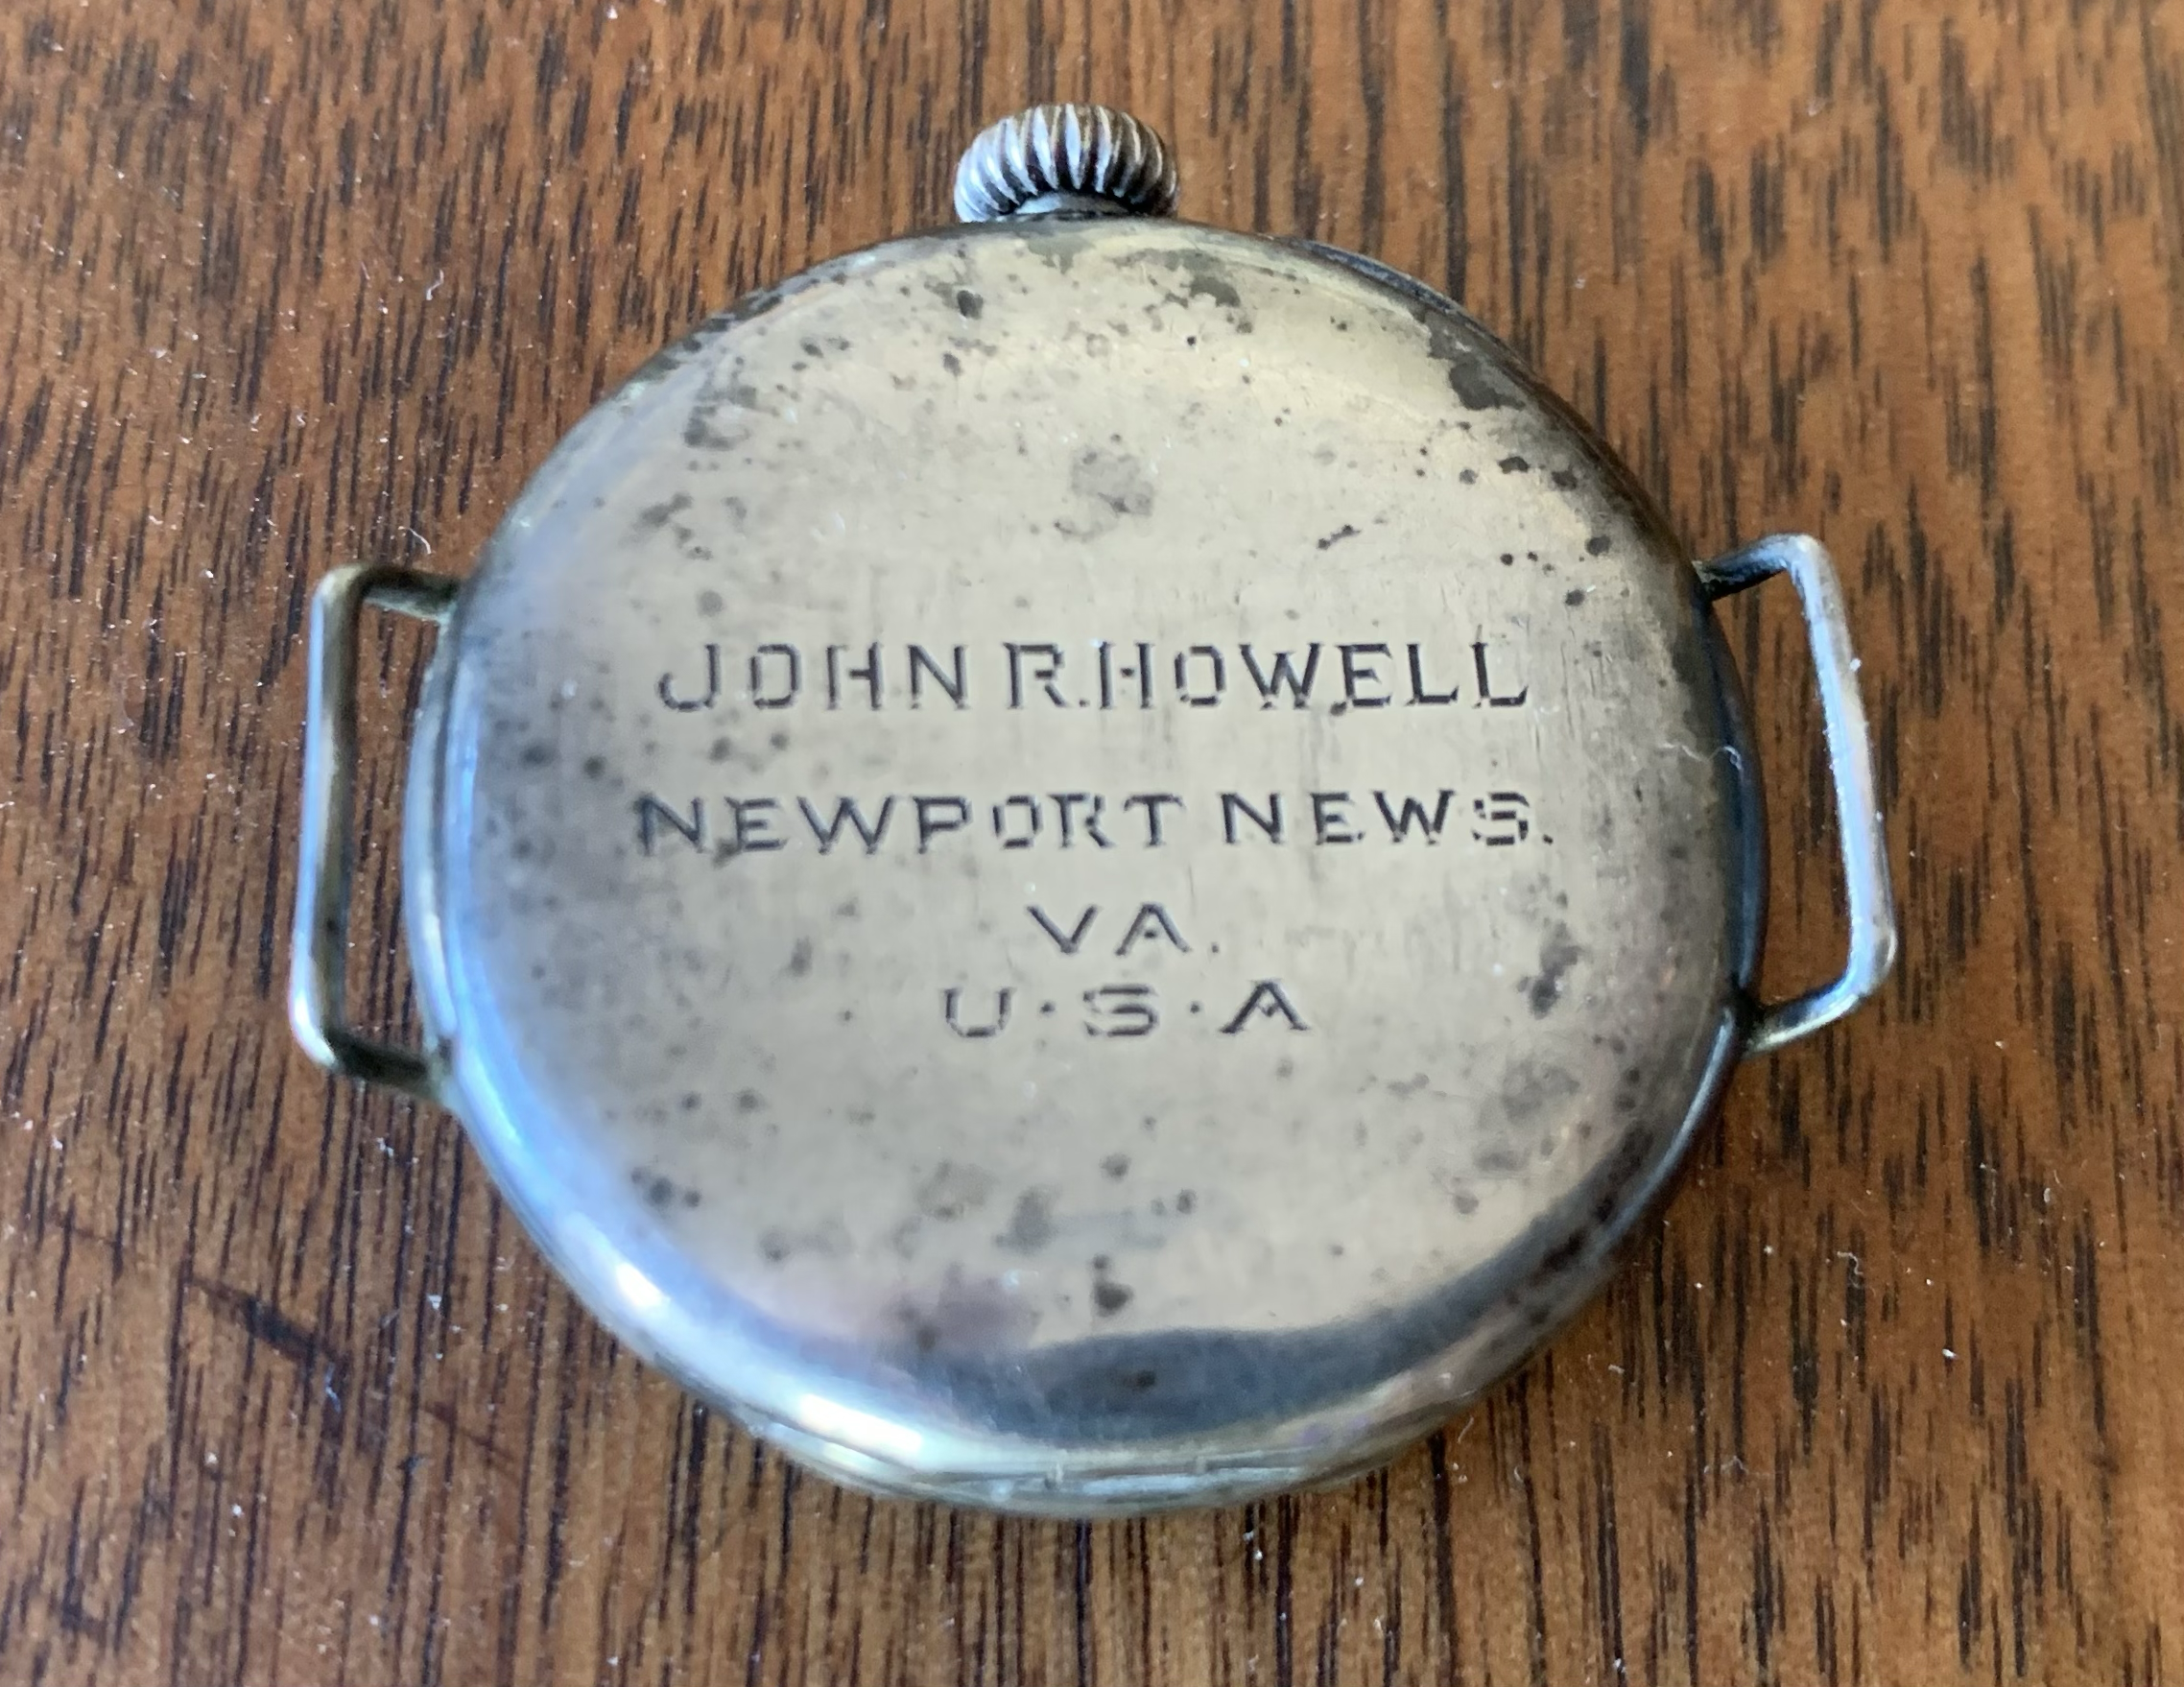 JOHN R. HOWELL
NEWPORT NEWS.
VA.
U·S·A